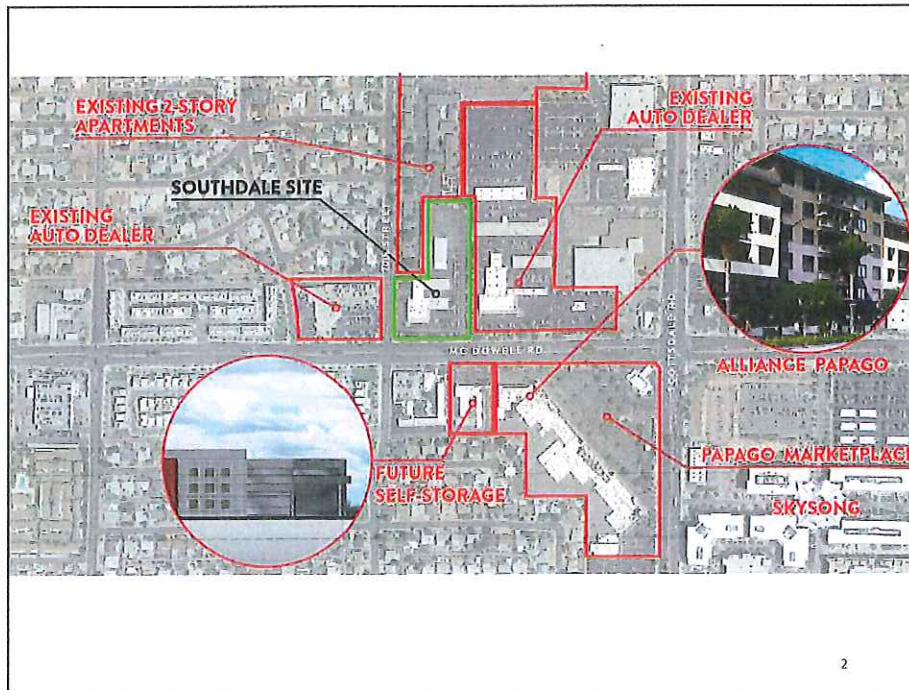 EXISTING 2-STORY
APARTMENTS
EXISTING
AUTO DEALER
SOUTHDALE SITE
EXISTING
AUTO DEALER
MC DOWELL RD
SCOTTSDALE RD
ALLIANCE PAPAGO
FUTURE
SELF-STORAGE
PAPAGO MARKETPLACE
SKYSONG
2